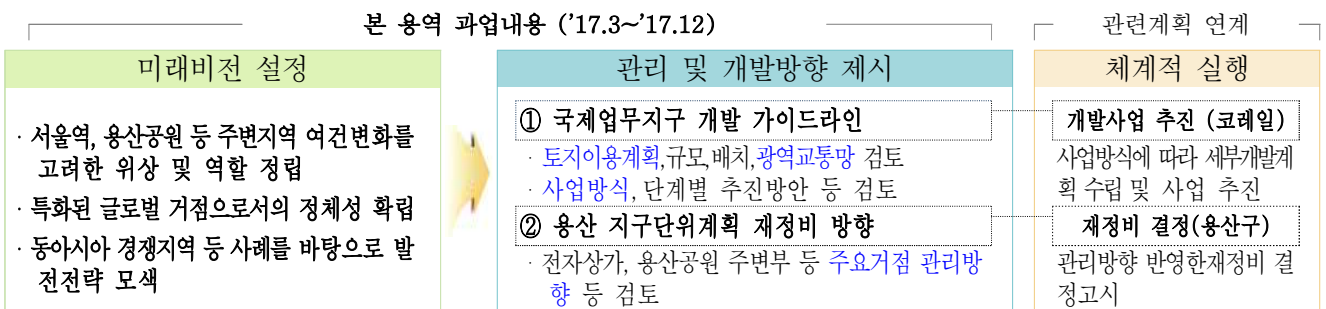 본 용역 과업내용 ('17.3~'17.12)
관련계획 연계
미래비전 설정
· 서울역, 용산공원 등 주변지역 여건변화를
고려한 위상 및 역할 정립
· 특화된 글로벌 거점으로서의 정체성 확립
· 동아시아 경쟁지역 등 사례를 바탕으로 발
전전략 모색
관리 및 개발방향 제시
① 국제업무지구 개발 가이드라인
· 토지이용계획,규모,배치,광역교통망 검토
· 사업방식, 단계별 추진방안 등 검토
② 용산 지구단위계획 재정비 방향
· 전자상가, 용산공원 주변부 등 주요거점 관리방
향 등 검토
체계적 실행
개발사업 추진 (코레일)
사업방식에 따라 세부개발계
획 수립 및 사업 추진
재정비 결정(용산구)
관리방향 반영한재정비 결
정고시